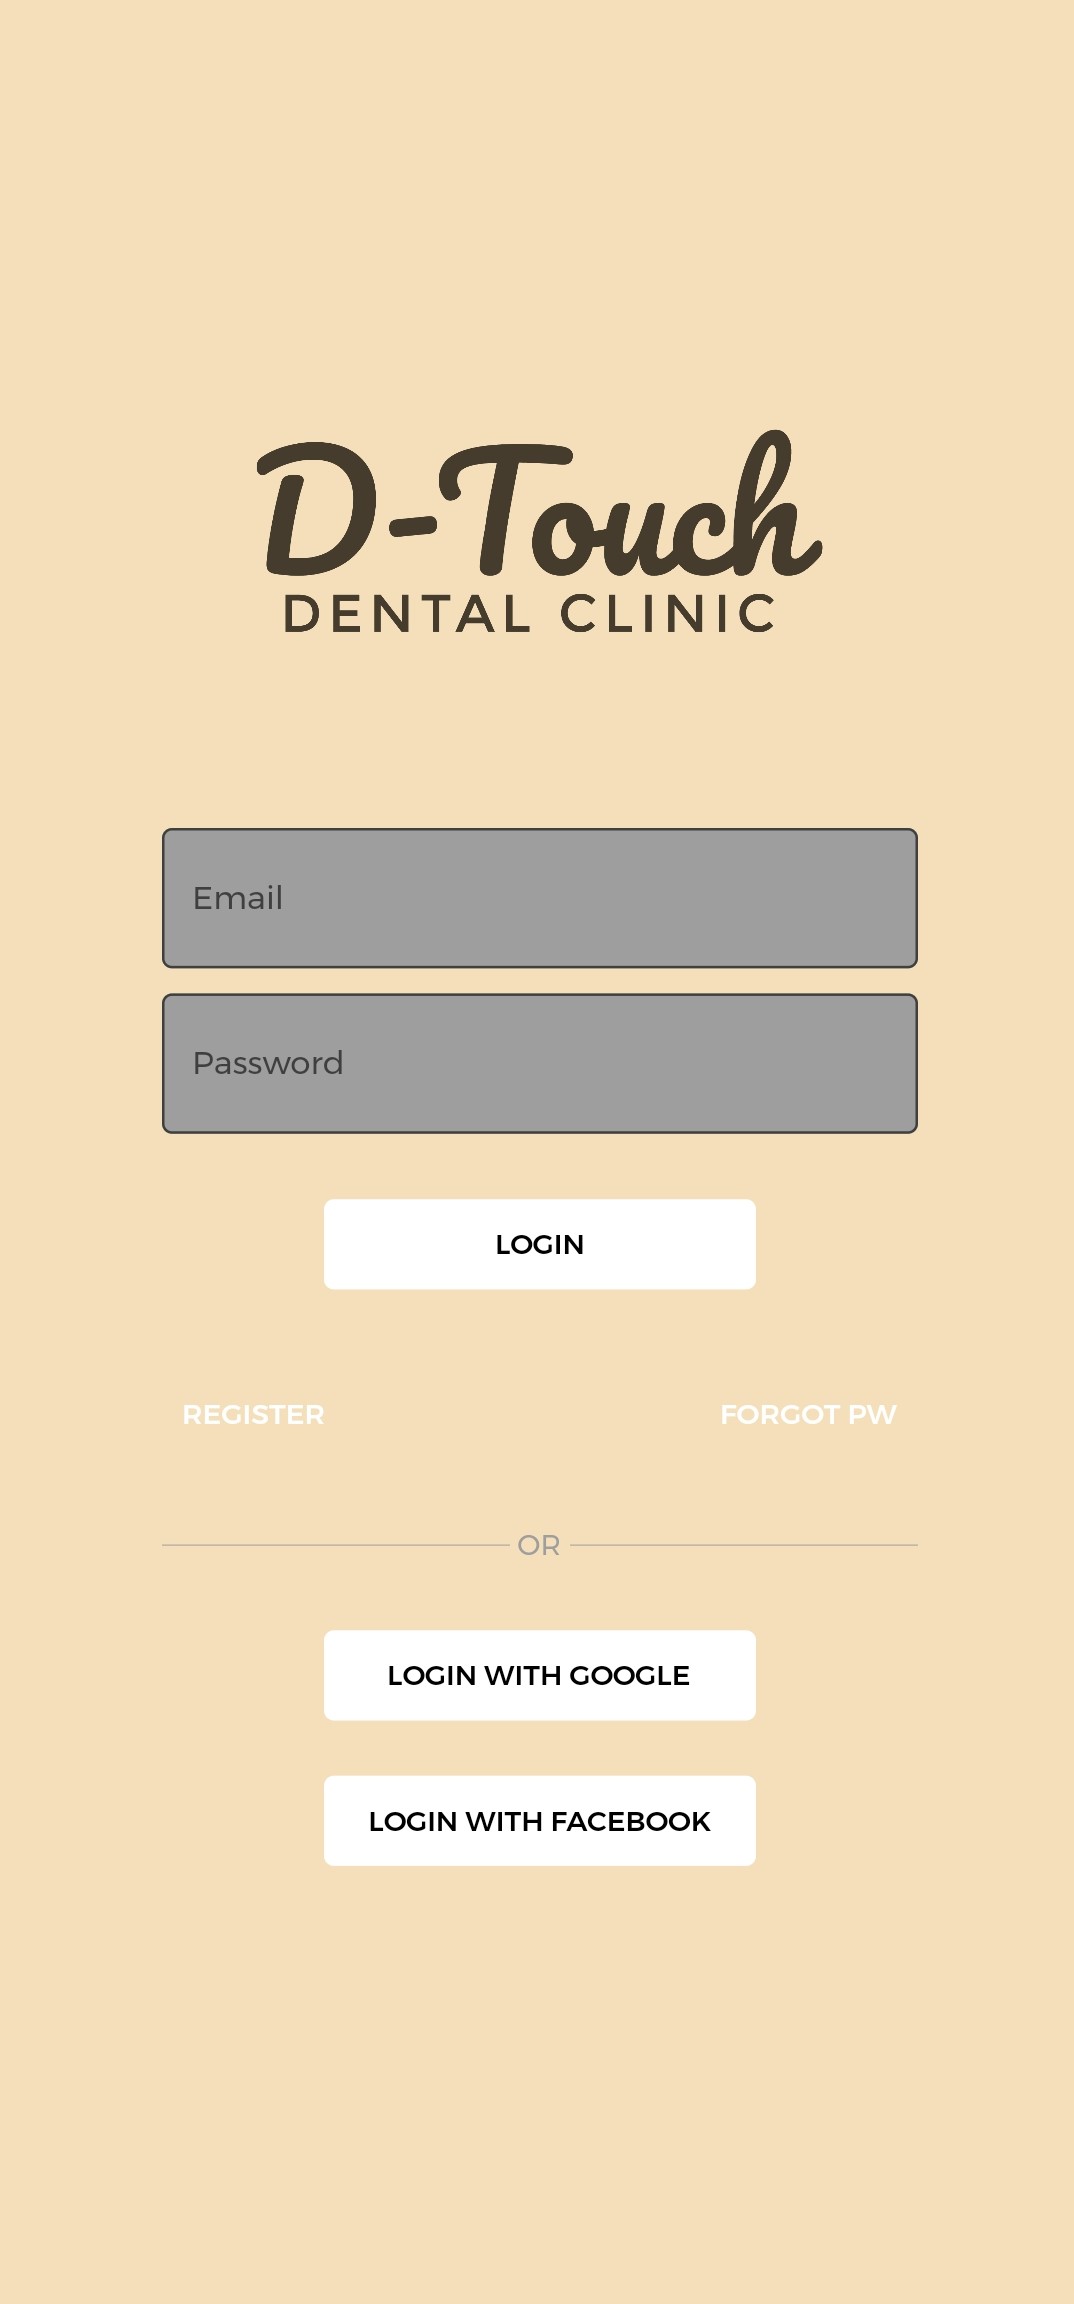 D-Touch
DENTAL CLINIC
Email
Password
LOGIN
REGISTER FORGOT PW
OR
LOGIN WITH GOOGLE
LOGIN WITH FACEBOOK